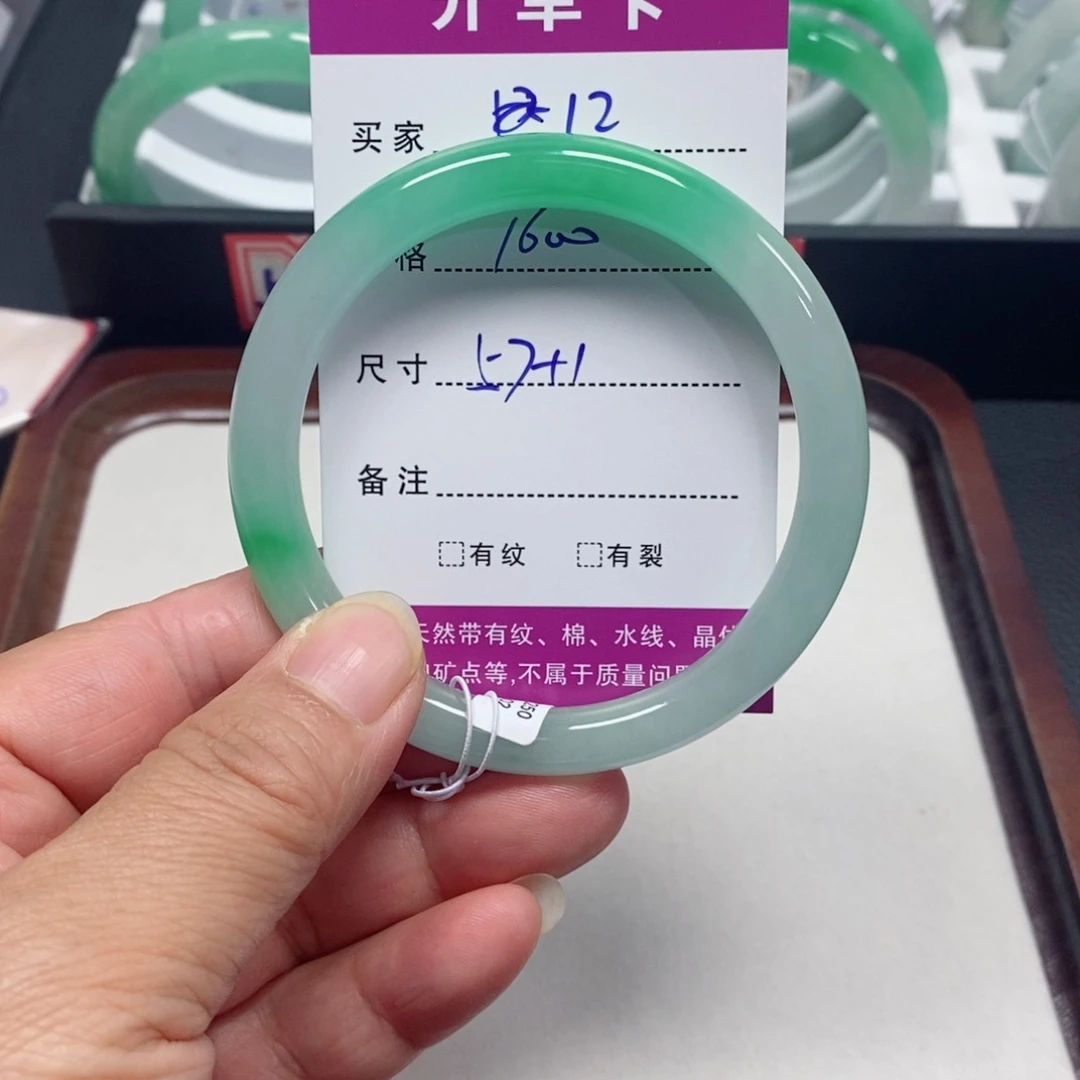 开单卡
买家 12
格 1600
尺寸 57+1
备注
有纹 有裂
天然带有纹、棉、水线、晶
矿点等,不属于质量问
250